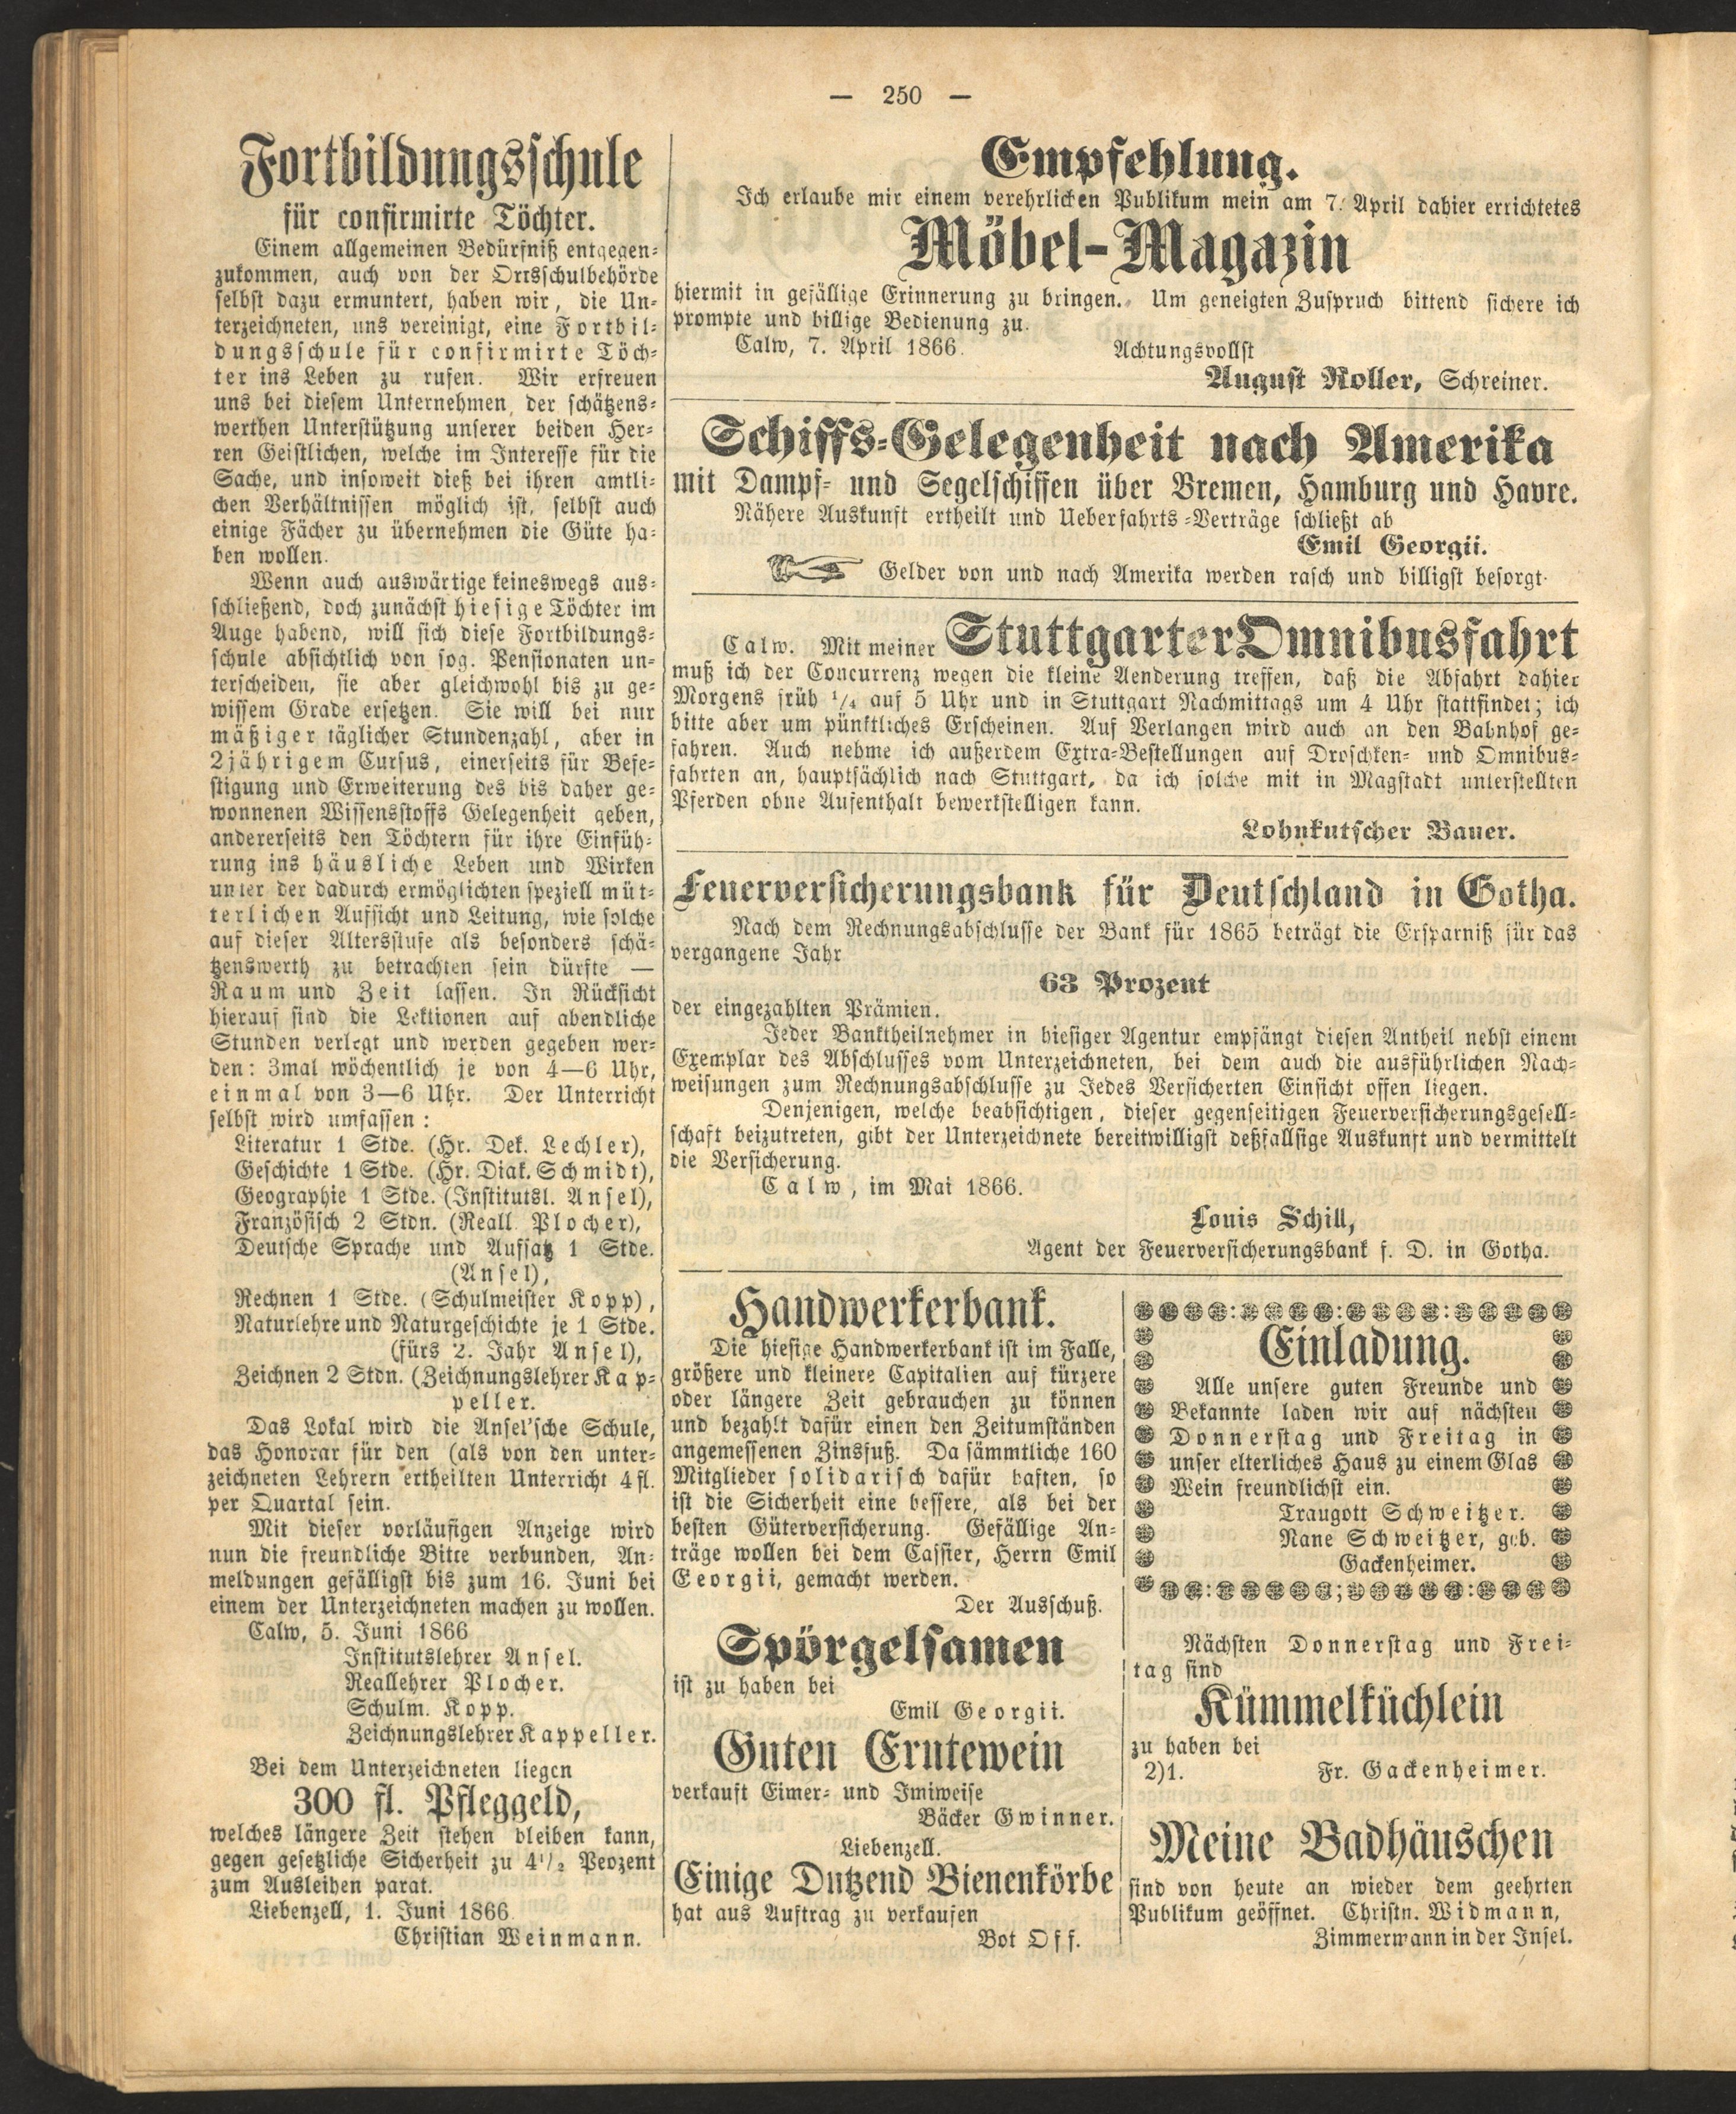 — 250 —
Fortbildungsschule
für confirmirte Töchter.
Einem allgemeinen Bedürfniß entgegen-
zukommen, auch von der Ortsschulbehörde
selbst dazu ermuntert, haben wir, die Un-
terzeichneten, uns vereinigt, eine Fortbil-
dungsschule für confirmirte Töch-
ter ins Leben zu rufen. Wir erfreuen
uns bei diesem Unternehmen der schätzens-
werthen Unterstützung unserer beiden Her-
ren Geistlichen, welche im Interesse für die
Sache, und insoweit dieß bei ihren amtli-
chen Verhältnissen möglich ist, selbst auch
einige Fächer zu übernehmen die Güte ha-
ben wollen.
Wenn auch auswärtige keineswegs aus-
schließend, doch zunächst hiesige Töchter im
Auge habend, will sich diese Fortbildungs-
schule absichtlich von sog. Pensionaten un-
terscheiden, sie aber gleichwohl bis zu ge-
wissem Grade ersetzen. Sie will bei nur
mäßiger täglicher Stundenzahl, aber in
2jährigem Cursus, einerseits für Befe-
stigung und Erweiterung des bis daher ge-
wonnenen Wissensstoffs Gelegenheit geben,
andererseits den Töchtern für ihre Einfüh-
rung ins häusliche Leben und Wirken
unter der dadurch ermöglichten speziell müt-
terlichen Aufsicht und Leitung, wie solche
auf dieser Altersstufe als besonders schä-
tzenswerth zu betrachten sein dürfte —
Raum und Zeit lassen. In Rücksicht
hierauf sind die Lektionen auf abendliche
Stunden verlegt und werden gegeben wer-
den: 3mal wöchentlich je von 4—6 Uhr,
einmal von 3—6 Uhr. Der Unterricht
selbst wird umfassen:
Literatur 1 Stde. (Hr. Dek. Lechler),
Geschichte 1 Stde. (Hr. Diak. Schmidt),
Geographie 1 Stde. (Institutsl. Ansel),
Französisch 2 Stdn. (Reall. Plocher),
Deutsche Sprache und Aufsatz 1 Stde.
(Ansel),
Rechnen 1 Stde. (Schulmeister Kopp),
Naturlehre und Naturgeschichte je 1 Stde.
(fürs 2. Jahr Ansel),
Zeichnen 2 Stdn. (Zeichnungslehrer Kap-
peller.
Das Lokal wird die Ansel'sche Schule,
das Honorar für den (als von den unter-
zeichneten Lehrern ertheilten Unterricht 4 fl.
per Quartal sein.
Mit dieser vorläufigen Anzeige wird
nun die freundliche Bitte verbunden, An-
meldungen gefälligst bis zum 16. Juni bei
einem der Unterzeichneten machen zu wollen.
Calw, 5. Juni 1866
Institutslehrer Ansel.
Reallehrer Plocher.
Schulm. Kopp.
Zeichnungslehrer Kappeller.
Bei dem Unterzeichneten liegen
300 fl. Pfleggeld,
welches längere Zeit stehen bleiben kann,
gegen gesetzliche Sicherheit zu 4 1/2 Peozent
zum Ausleihen parat.
Liebenzell, 1. Juni 1866.
Christian Weinmann.
Empfehlung.
Ich erlaube mir einem verehrlichen Publikum mein am 7. April dahier errichtetes
Möbel-Magazin
hiermit in gefällige Erinnerung zu bringen. Um geneigten Zuspruch bittend sichere ich
prompte und billige Bedienung zu.
Calw, 7. April 1866. Achtungsvollst
August Roller, Schreiner.
Schiffs-Gelegenheit nach Amerika
mit Dampf- und Segelschiffen über Bremen, Hamburg und Havre.
Nähere Auskunft ertheilt und Ueberfahrts-Verträge schließt ab
Emil Georgii.
Gelder von und nach Amerika werden rasch und billigst besorgt.
Calw. Mit meiner Stuttgarter Omnibusfahrt
muß ich der Concurrenz wegen die kleine Aenderung treffen, daß die Abfahrt dahier
Morgens früh 1/4 auf 5 Uhr und in Stuttgart Nachmittags um 4 Uhr stattfindet; ich
bitte aber um pünktliches Erscheinen. Auf Verlangen wird auch an den Bahnhof ge-
fahren. Auch nehme ich außerdem Extra-Bestellungen auf Droschken- und Omnibus-
fahrten an, hauptsächlich nach Stuttgart, da ich solche mit in Magstadt unterstellten
Pferden ohne Aufenthalt bewerkstelligen kann.
Lohnkutscher Bauer.
Feuerversicherungsbank für Deutschland in Gotha.
Nach dem Rechnungsabschlusse der Bank für 1865 beträgt die Ersparniß für das
vergangene Jahr
63 Prozent
der eingezahlten Prämien.
Jeder Banktheilnehmer in hiesiger Agentur empfängt diesen Antheil nebst einem
Exemplar des Abschlusses vom Unterzeichneten, bei dem auch die ausführlichen Nach-
weisungen zum Rechnungsabschlusse zu Jedes Versicherten Einsicht offen liegen.
Denjenigen, welche beabsichtigen, dieser gegenseitigen Feuerversicherungsgesell-
schaft beizutreten, gibt der Unterzeichnete bereitwilligst deßfallsige Auskunft und vermittelt
die Versicherung.
Calw, im Mai 1866.
Louis Schill,
Agent der Feuerversicherungsbank f. D. in Gotha.
Handwerkerbank.
Die hiesige Handwerkerbank ist im Falle,
größere und kleinere Capitalien auf kürzere
oder längere Zeit gebrauchen zu können
und bezahlt dafür einen den Zeitumständen
angemessenen Zinsfuß. Da sämmtliche 160
Mitglieder solidarisch dafür haften, so
ist die Sicherheit eine bessere, als bei der
besten Güterversicherung. Gefällige An-
träge wollen bei dem Cassier, Herrn Emil
Georgii, gemacht werden.
Der Ausschuß.
Spörgelsamen
ist zu haben bei
Emil Georgii.
Guten Erntewein
verkauft Eimer- und Imiweise
Bäcker Gwinner.
Liebenzell.
Einige Dutzend Bienenkörbe
hat aus Auftrag zu verkaufen
Bot Off.
Einladung.
Alle unsere guten Freunde und
Bekannte laden wir auf nächsten
Donnerstag und Freitag in
unser elterliches Haus zu einem Glas
Wein freundlichst ein.
Traugott Schweitzer.
Nane Schweitzer, geb.
Gackenheimer.
Nächsten Donnerstag und Frei-
tag sind
Kümmelküchlein
zu haben bei
2)1. Fr. Gackenheimer.
Meine Badhäuschen
sind von heute an wieder dem geehrten
Publikum geöffnet. Christn. Widmann,
Zimmermann in der Insel.